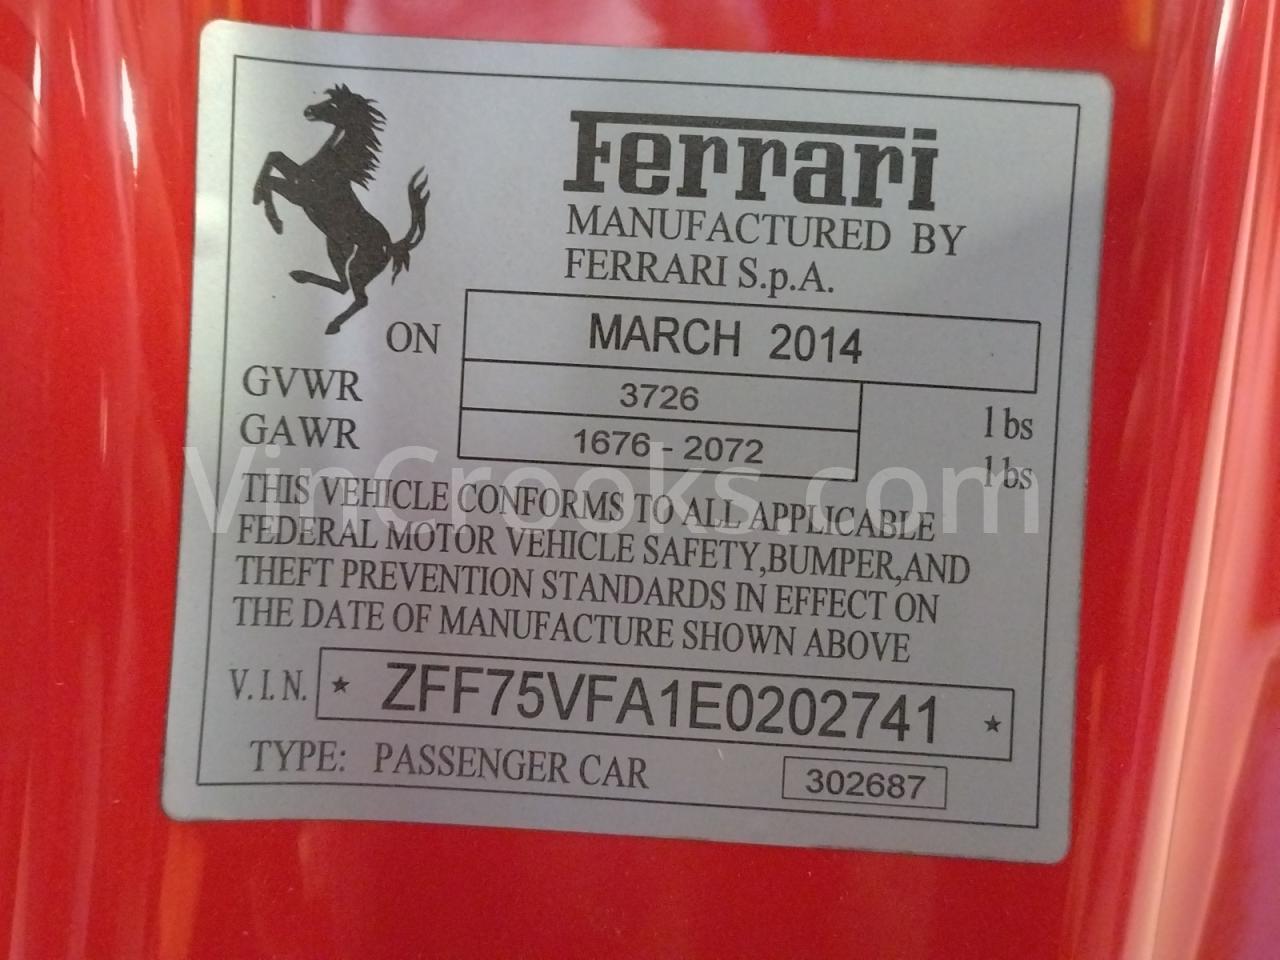 Ferrari
MANUFACTURED BY
FERRARI S.p.A.
ON MARCH 2014
GVWR 3726 lbs
GAWR 1676 - 2072 lbs
VinCrooks.com
THIS VEHICLE CONFORMS TO ALL APPLICABLE
FEDERAL MOTOR VEHICLE SAFETY,BUMPER,AND
THEFT PREVENTION STANDARDS IN EFFECT ON
THE DATE OF MANUFACTURE SHOWN ABOVE
V.I.N. ★ ZFF75VFA1E0202741 ★
TYPE: PASSENGER CAR 302687